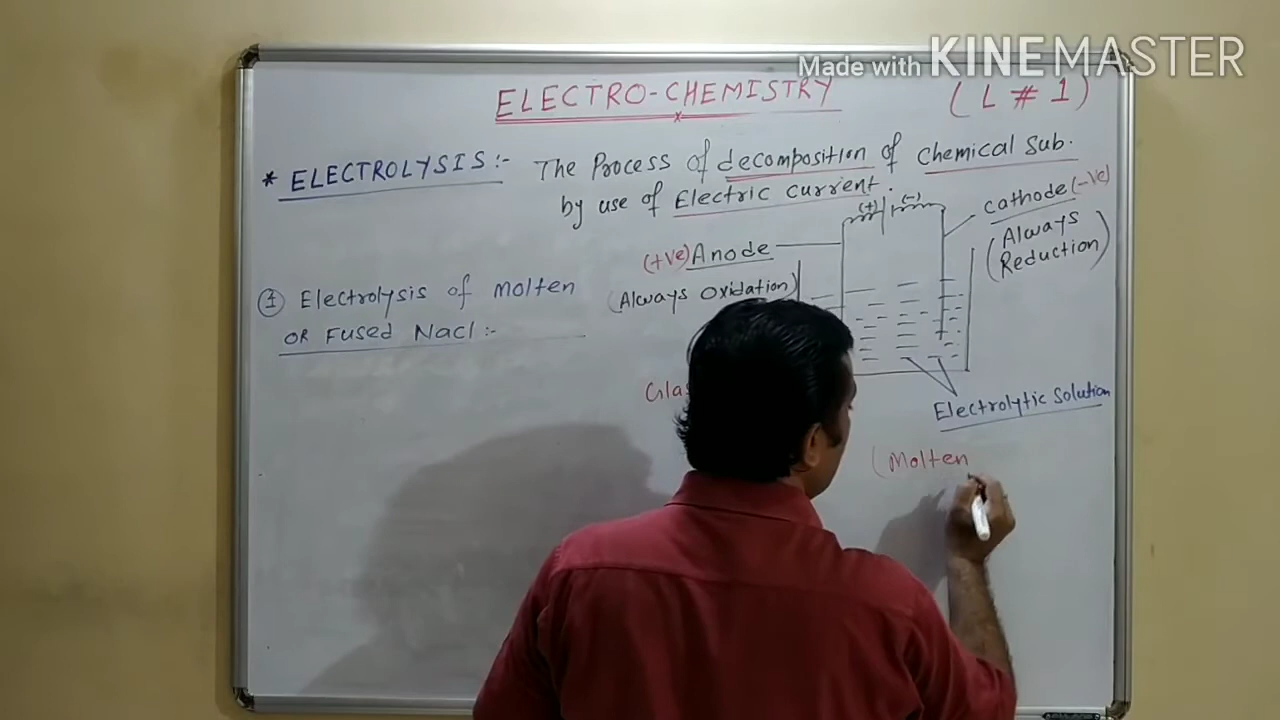 Made with KINEMASTER
ELECTRO-CHEMISTRY
(L # 1)
* ELECTROLYSIS:- The Process of decomposition of chemical Sub.
by use of Electric current.
(+) (-)
cathode (-ve)
(Always
Reduction)
(+ve) Anode
(Always Oxidation)
① Electrolysis of Molten
OR Fused Nacl:-
Electrolytic Solution
(Molten